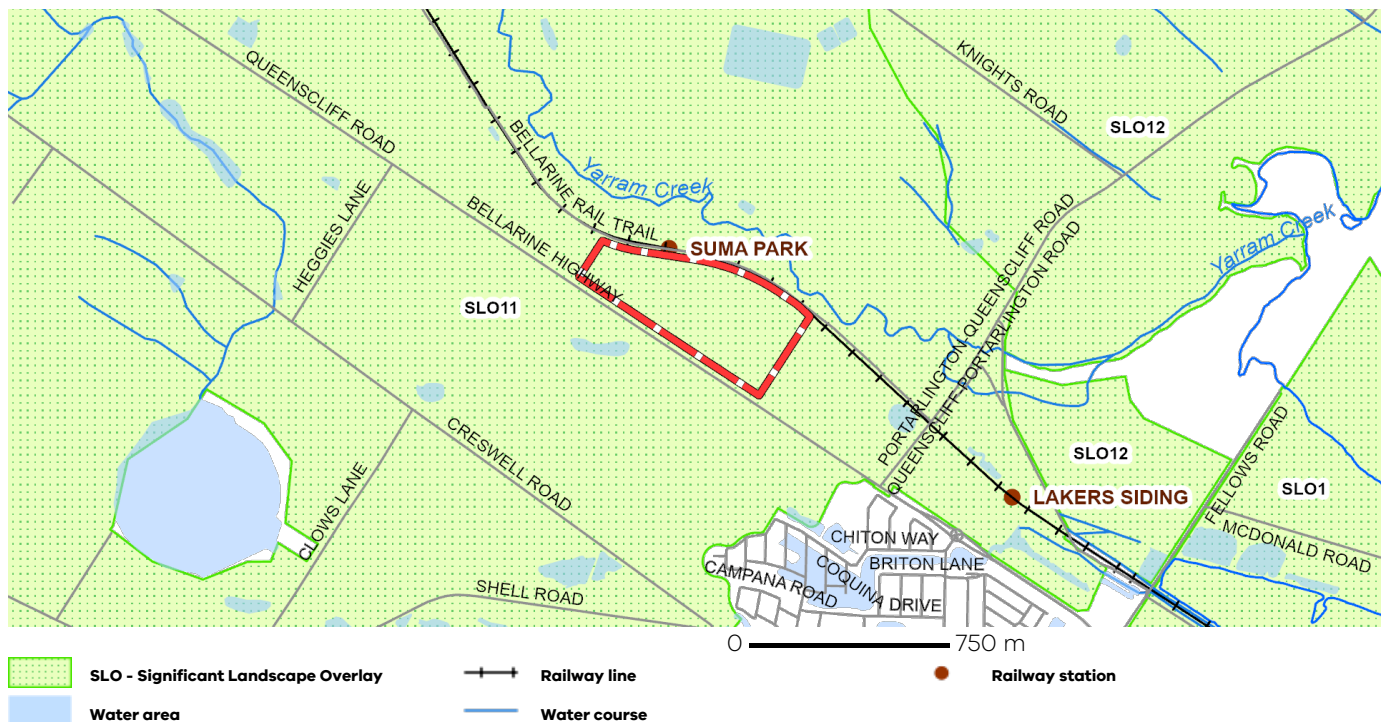 QUEENSCLIFF ROAD
KNIGHTS ROAD
SLO12
BELLARINE RAIL TRAIL
Yarram Creek
HEGGIES LANE
BELLARINE HIGHWAY
SUMA PARK
PORTARLINGTON-QUEENSCLIFF ROAD
QUEENSCLIFF-PORTARLINGTON ROAD
Yarram Creek
SLO11
CRESWELL ROAD
SLO12
FELLOWS ROAD
SLO1
CLOWS LANE
LAKERS SIDING
MCDONALD ROAD
CHITON WAY
BRITON LANE
COQUINA DRIVE
CAMPANA ROAD
SHELL ROAD
0 750 m
SLO - Significant Landscape Overlay
Railway line
Railway station
Water area
Water course